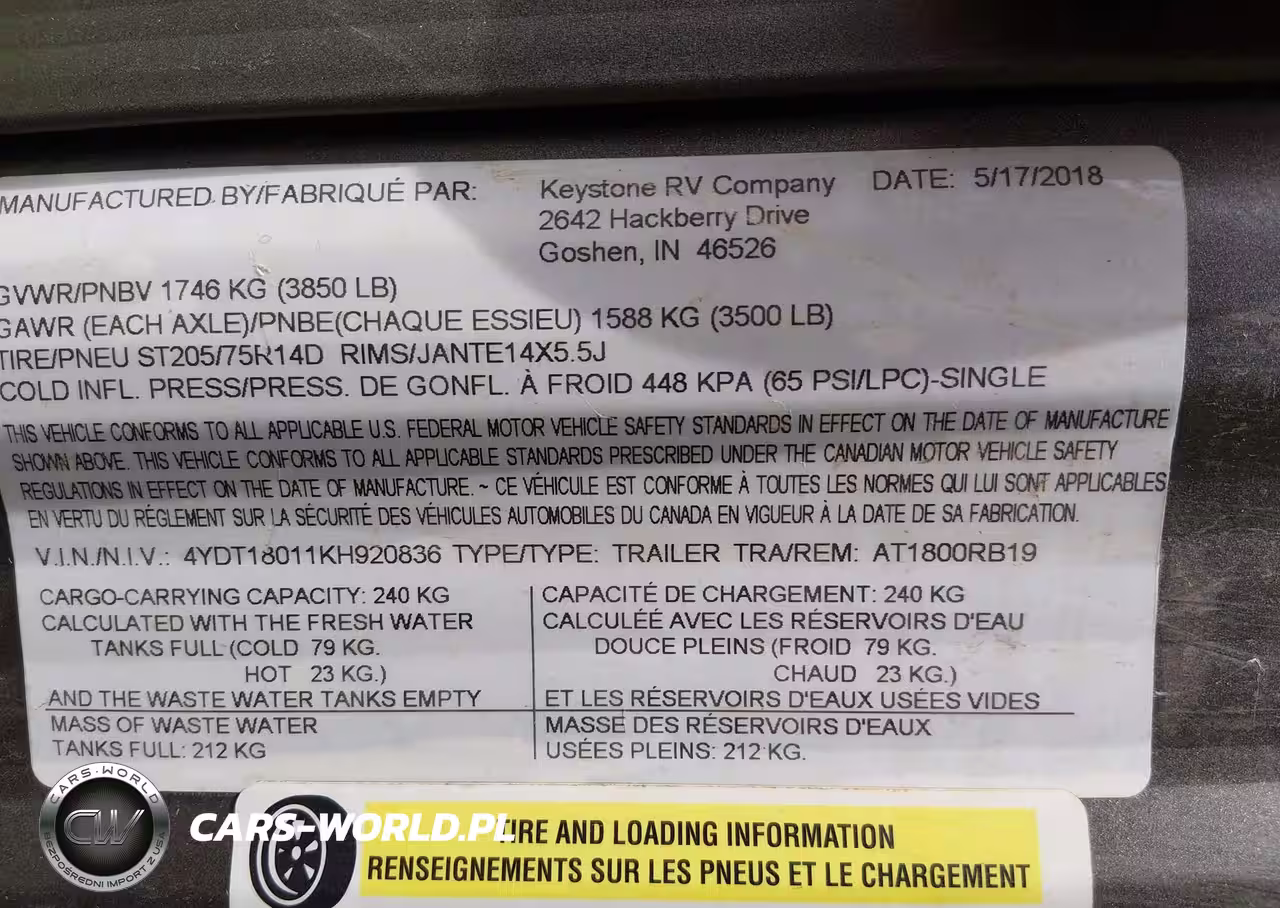 MANUFACTURED BY/FABRIQUÉ PAR: Keystone RV Company DATE: 5/17/2018
2642 Hackberry Drive
Goshen, IN 46526
GVWR/PNBV 1746 KG (3850 LB)
GAWR (EACH AXLE)/PNBE(CHAQUE ESSIEU) 1588 KG (3500 LB)
TIRE/PNEU ST205/75R14D RIMS/JANTE14X5.5J
COLD INFL. PRESS/PRESS. DE GONFL. À FROID 448 KPA (65 PSI/LPC)-SINGLE
THIS VEHICLE CONFORMS TO ALL APPLICABLE U.S. FEDERAL MOTOR VEHICLE SAFETY STANDARDS IN EFFECT ON THE DATE OF MANUFACTURE
SHOWN ABOVE. THIS VEHICLE CONFORMS TO ALL APPLICABLE STANDARDS PRESCRIBED UNDER THE CANADIAN MOTOR VEHICLE SAFETY
REGULATIONS IN EFFECT ON THE DATE OF MANUFACTURE. ~ CE VÉHICULE EST CONFORME À TOUTES LES NORMES QUI LUI SONT APPLICABLES
EN VERTU DU RÉGLEMENT SUR LA SÉCURITÉ DES VÉHICULES AUTOMOBILES DU CANADA EN VIGUEUR À LA DATE DE SA FABRICATION.
V.I.N./N.I.V.: 4YDT18011KH920836 TYPE/TYPE: TRAILER TRA/REM: AT1800RB19
CARGO-CARRYING CAPACITY: 240 KG
CALCULATED WITH THE FRESH WATER
TANKS FULL (COLD 79 KG.
HOT 23 KG.)
AND THE WASTE WATER TANKS EMPTY
MASS OF WASTE WATER
TANKS FULL: 212 KG
CAPACITÉ DE CHARGEMENT: 240 KG
CALCULÉÉ AVEC LES RÉSERVOIRS D'EAU
DOUCE PLEINS (FROID 79 KG.
CHAUD 23 KG.)
ET LES RÉSERVOIRS D'EAUX USÉES VIDES
MASSE DES RÉSERVOIRS D'EAUX
USÉES PLEINS: 212 KG.
TIRE AND LOADING INFORMATION
RENSEIGNEMENTS SUR LES PNEUS ET LE CHARGEMENT
CARS-WORLD
CW
BEZPOŚREDNI IMPORT Z USA
CARS-WORLD.PL